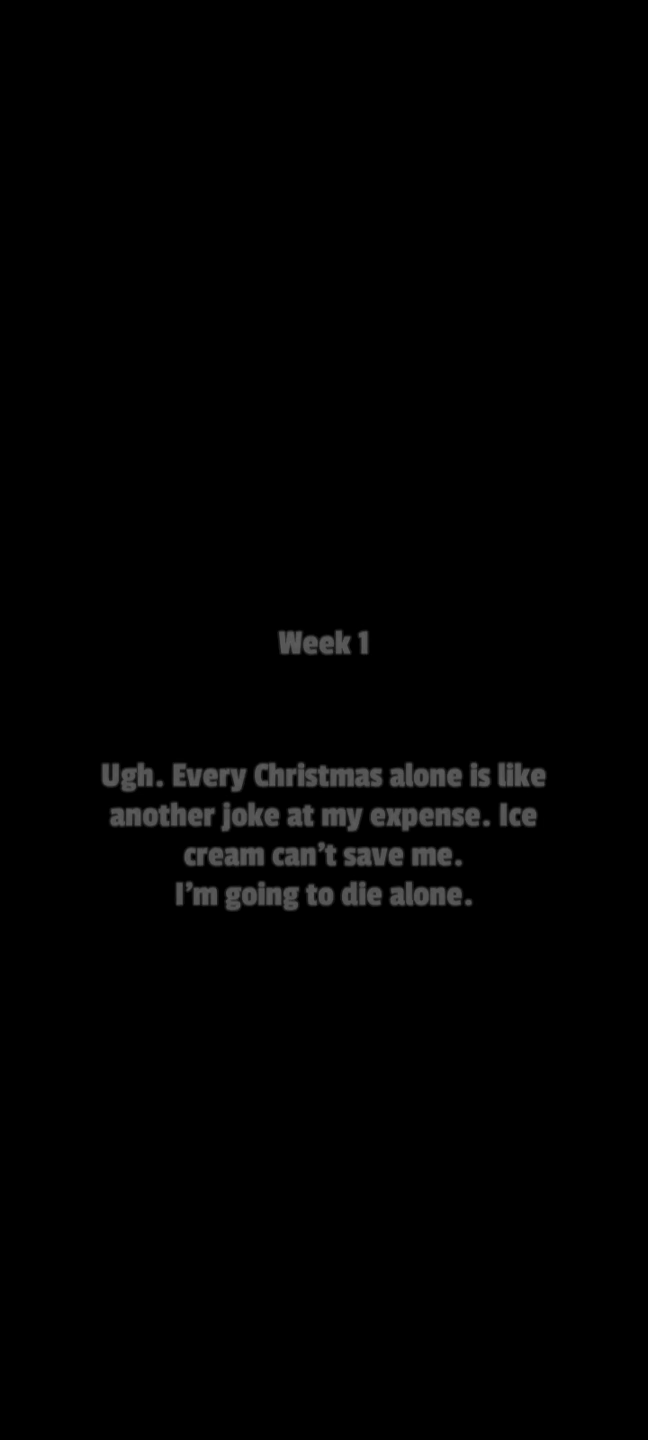 Week 1
Ugh. Every Christmas alone is like
another joke at my expense. Ice
cream can’t save me.
I’m going to die alone.